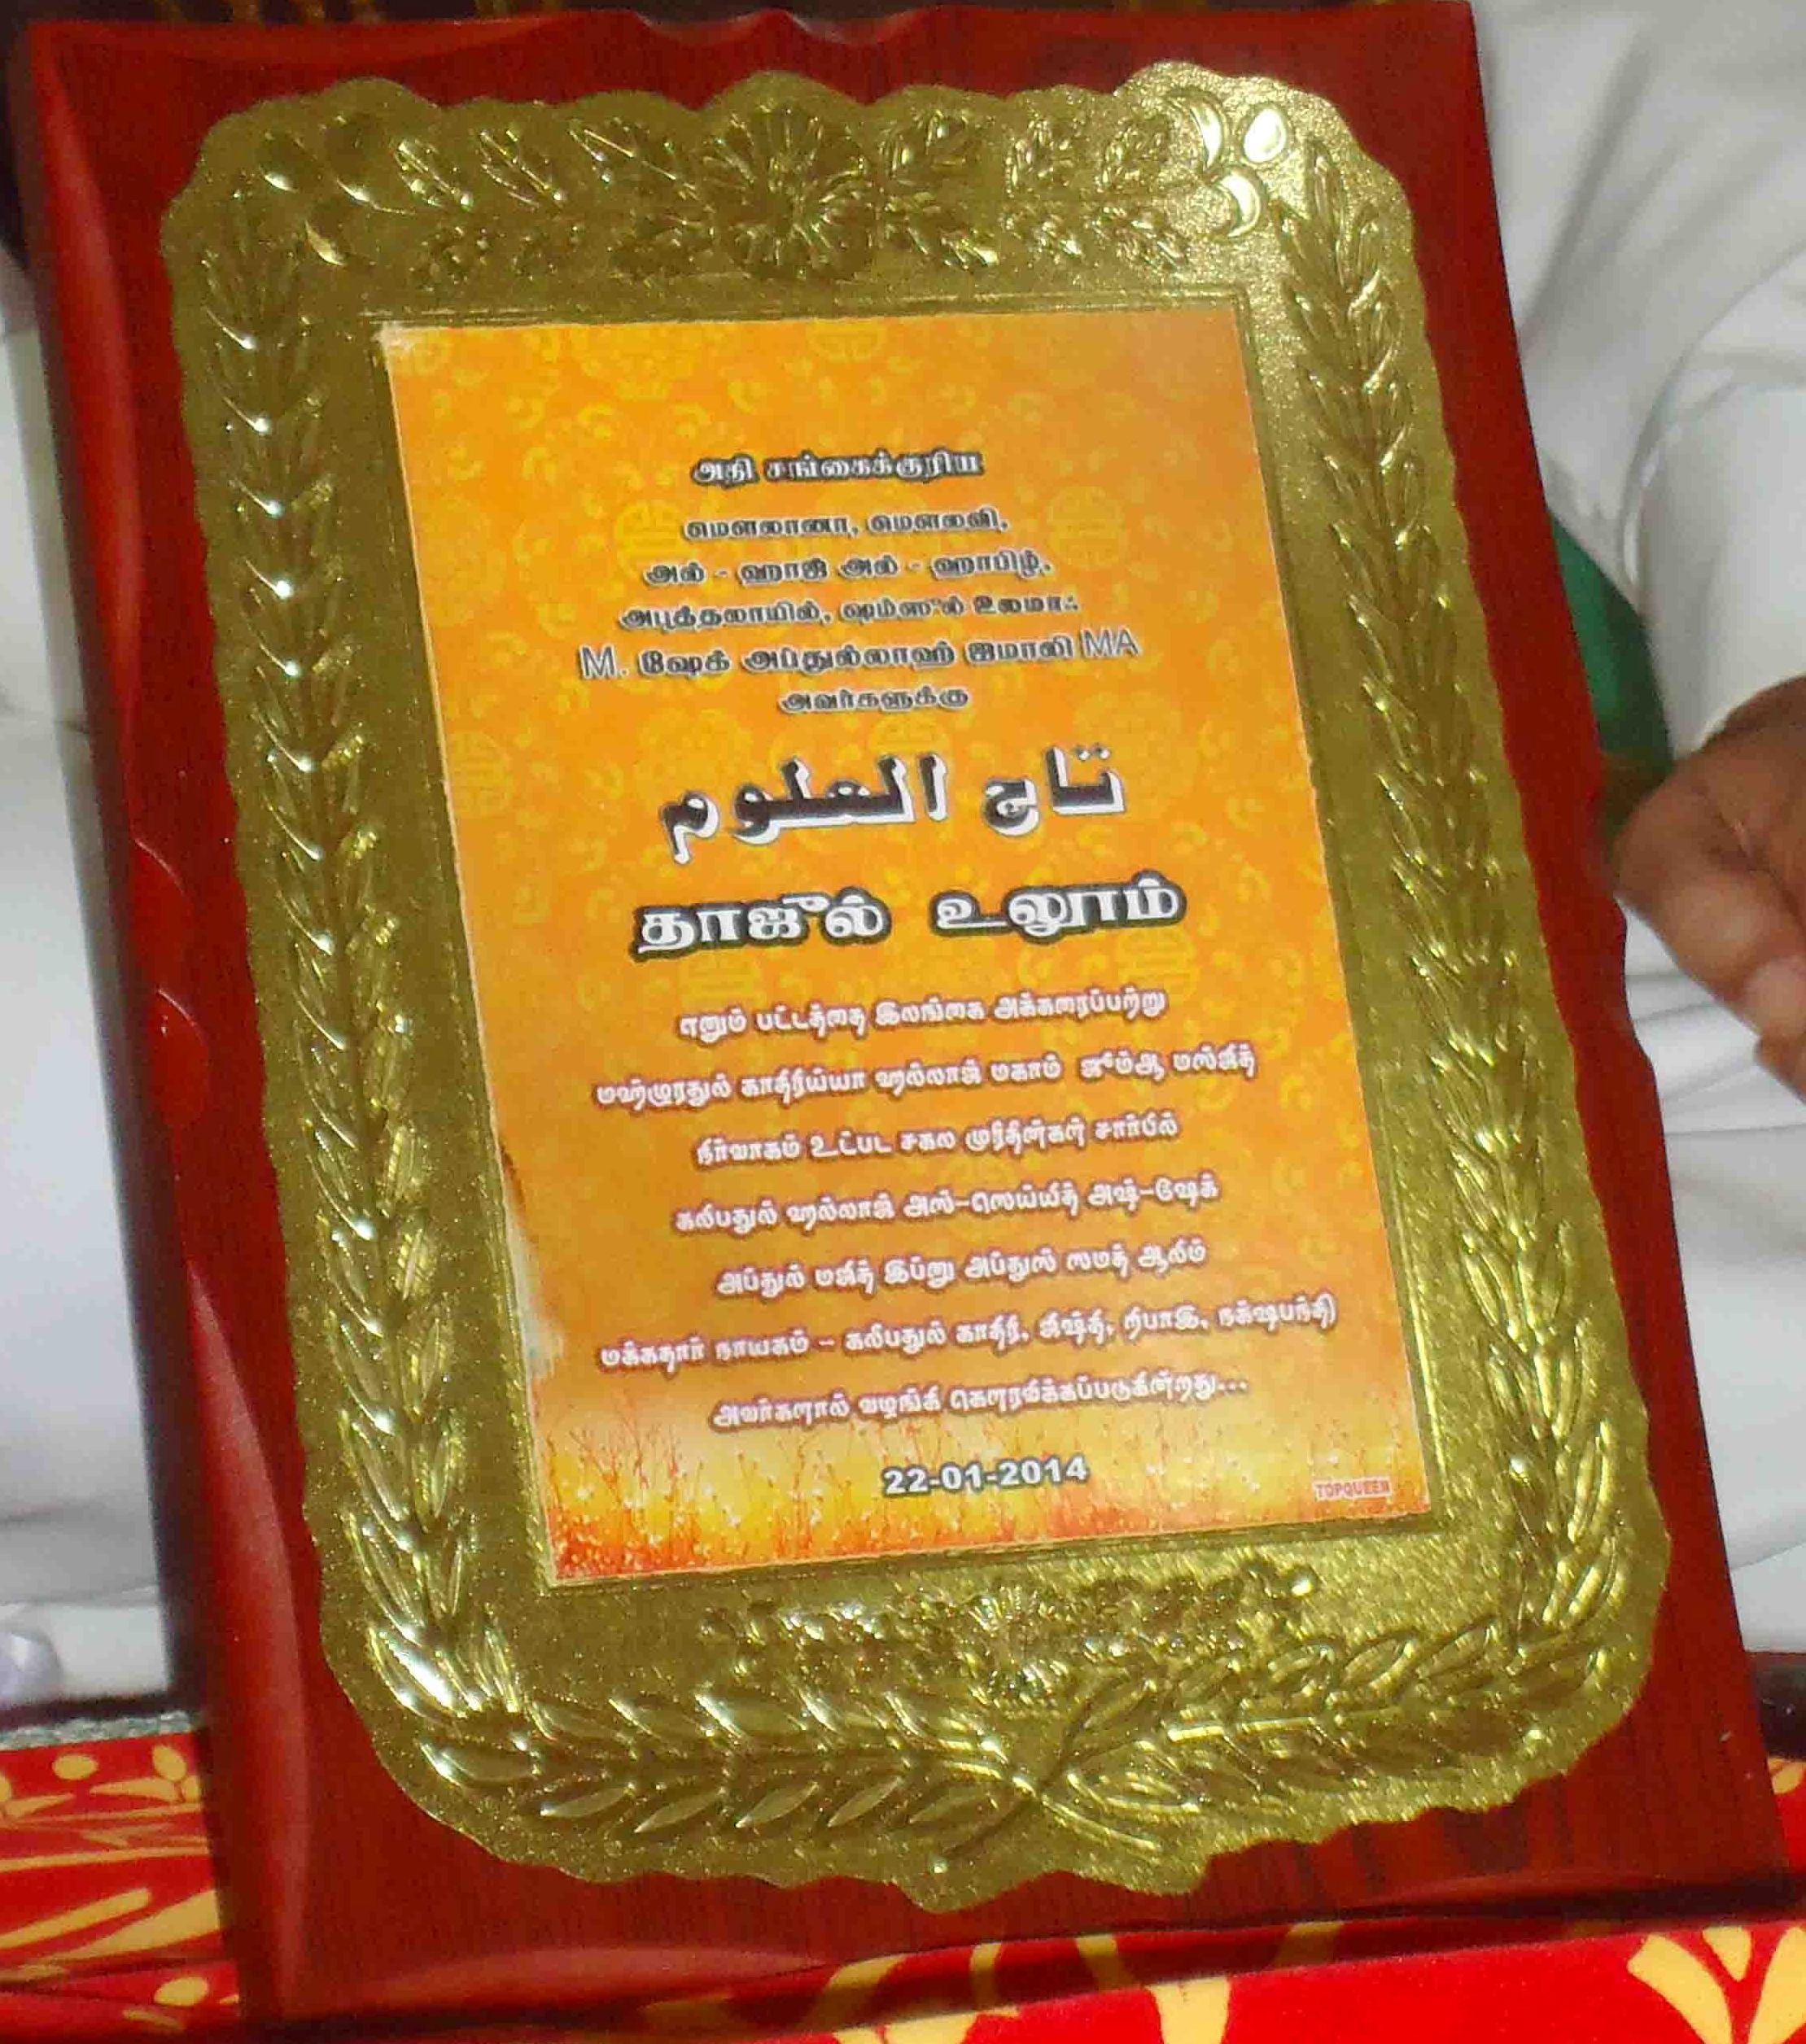 அதி சங்கைக்குரிய
மௌலானா, மௌலவி,
அல் - ஹாஜ் அல் - ஹாபிழ்,
அபுத்தலாயில், ஷம்ஸுல் உலமாஃ
M. ஷேக் அப்துல்லாஹ் ஜமாலி MA
அவர்களுக்கு
تاج العلوم
தாஜுல் உலூம்
எனும் பட்டத்தை இலங்கை அக்கரைப்பற்று
மஹ்ழுரதுல் காதிரிய்யா ஹல்லாஜ் மகாம் ஜும்ஆ மஸ்ஜித்
நிர்வாகம் உட்பட சகல முரீதின்கள் சார்பில்
கலிபதுல் ஹல்லாஜ் அஸ்-ஸெய்யித் அஷ்-ஷேக்
அப்துல் மஜித் இப்னு அப்துஸ் ஸமத் ஆலிம்
மக்கத்தார் நாயகம் - கலிபதுல் காதிரி, ஜிஷ்தி, ரிபாஇ, நக்ஷபந்தி
அவர்களால் வழங்கி கௌரவிக்கப்படுகின்றது...
22-01-2014
TOPQUEEN